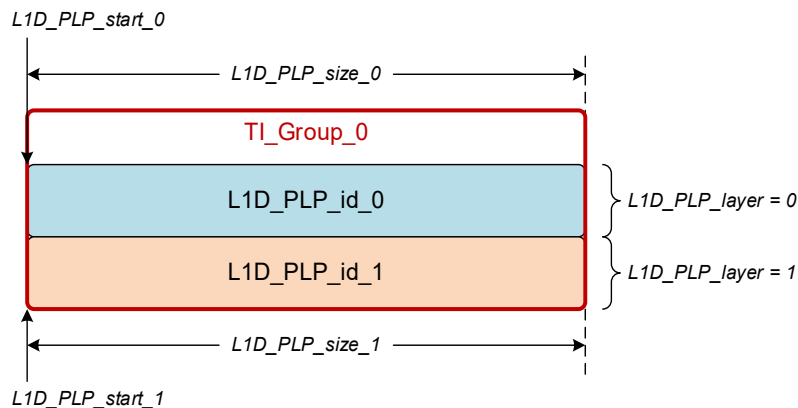 L1D_PLP_start_0
L1D_PLP_size_0
TI_Group_0
L1D_PLP_id_0
L1D_PLP_layer = 0
L1D_PLP_id_1
L1D_PLP_layer = 1
L1D_PLP_size_1
L1D_PLP_start_1